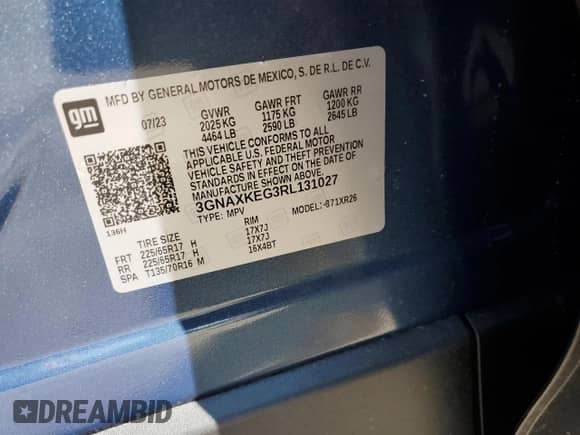 gm
MFD BY GENERAL MOTORS DE MEXICO, S. DE R.L. DE C.V.
07/23 GVWR GAWR FRT GAWR RR
2025 KG 1175 KG 1200 KG
4464 LB 2590 LB 2645 LB
THIS VEHICLE CONFORMS TO ALL
APPLICABLE U.S. FEDERAL MOTOR
VEHICLE SAFETY AND THEFT PREVENTION
STANDARDS IN EFFECT ON THE DATE OF
MANUFACTURE SHOWN ABOVE.
3GNAXKEG3RL131027
TYPE: MPV MODEL: -B71XR26
136H
TIRE SIZE RIM
FRT 225/65R17 H 17X7J
RR 225/65R17 H 17X7J
SPA T135/70R16 M 16X4BT
DREAMBID